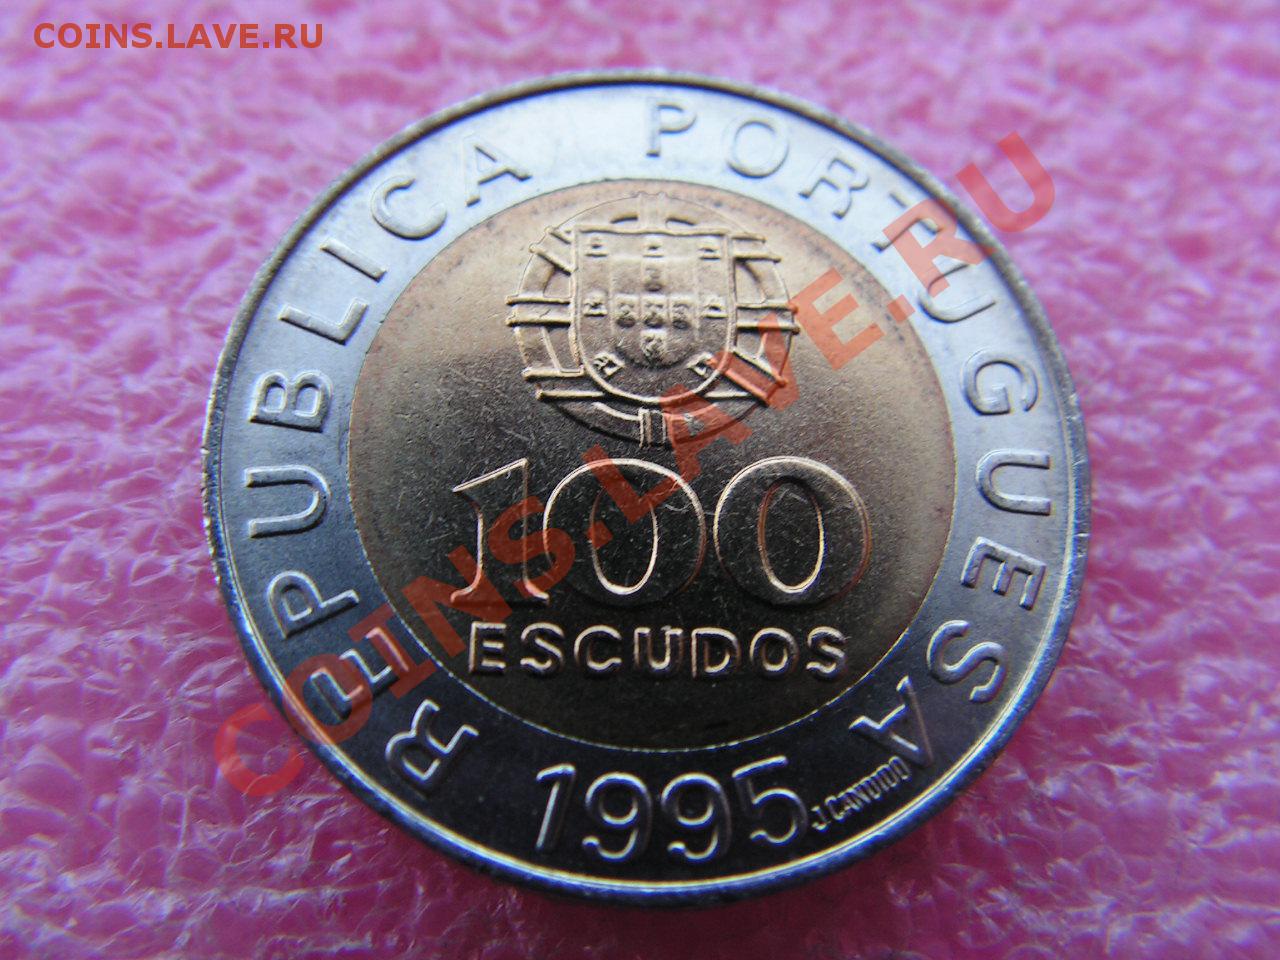 COINS.LAVE.RU
REPUBLICA PORTUGUESA
100
ESCUDOS
1995
J.CANDIDO
COINS.LAVE.RU